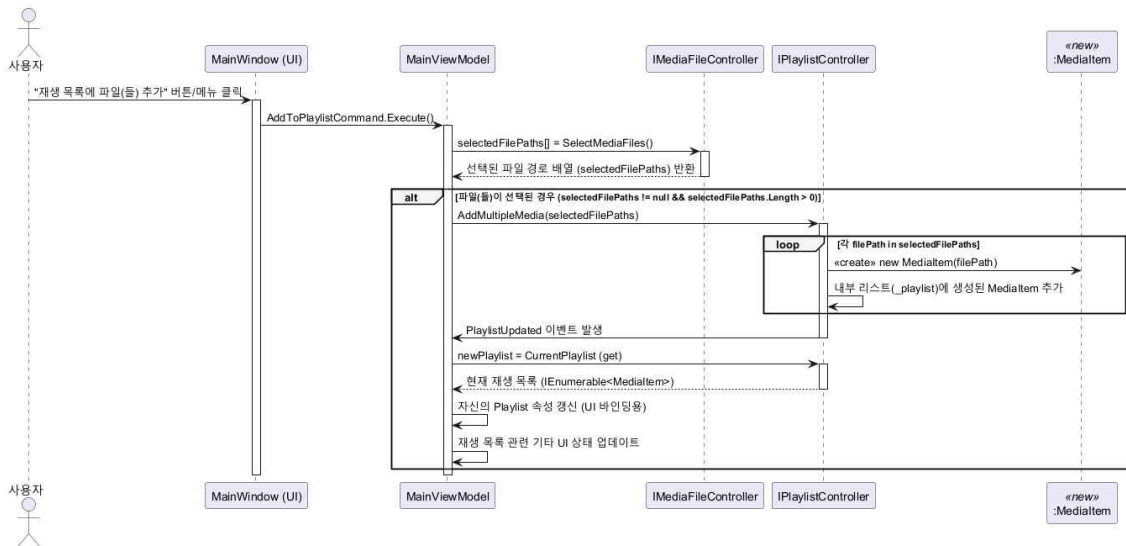 사용자
MainWindow (UI)
MainViewModel
IMediaFileController
IPlaylistController
«new»
:MediaItem
"재생 목록에 파일(들) 추가" 버튼/메뉴 클릭
AddToPlaylistCommand.Execute()
selectedFilePaths[] = SelectMediaFiles()
선택된 파일 경로 배열 (selectedFilePaths) 반환
alt
[파일(들)이 선택된 경우 (selectedFilePaths != null && selectedFilePaths.Length > 0)]
AddMultipleMedia(selectedFilePaths)
loop
[각 filePath in selectedFilePaths]
«create» new MediaItem(filePath)
내부 리스트(_playlist)에 생성된 MediaItem 추가
PlaylistUpdated 이벤트 발생
newPlaylist = CurrentPlaylist (get)
현재 재생 목록 (IEnumerable<MediaItem>)
자신의 Playlist 속성 갱신 (UI 바인딩용)
재생 목록 관련 기타 UI 상태 업데이트
사용자
MainWindow (UI)
MainViewModel
IMediaFileController
IPlaylistController
«new»
:MediaItem